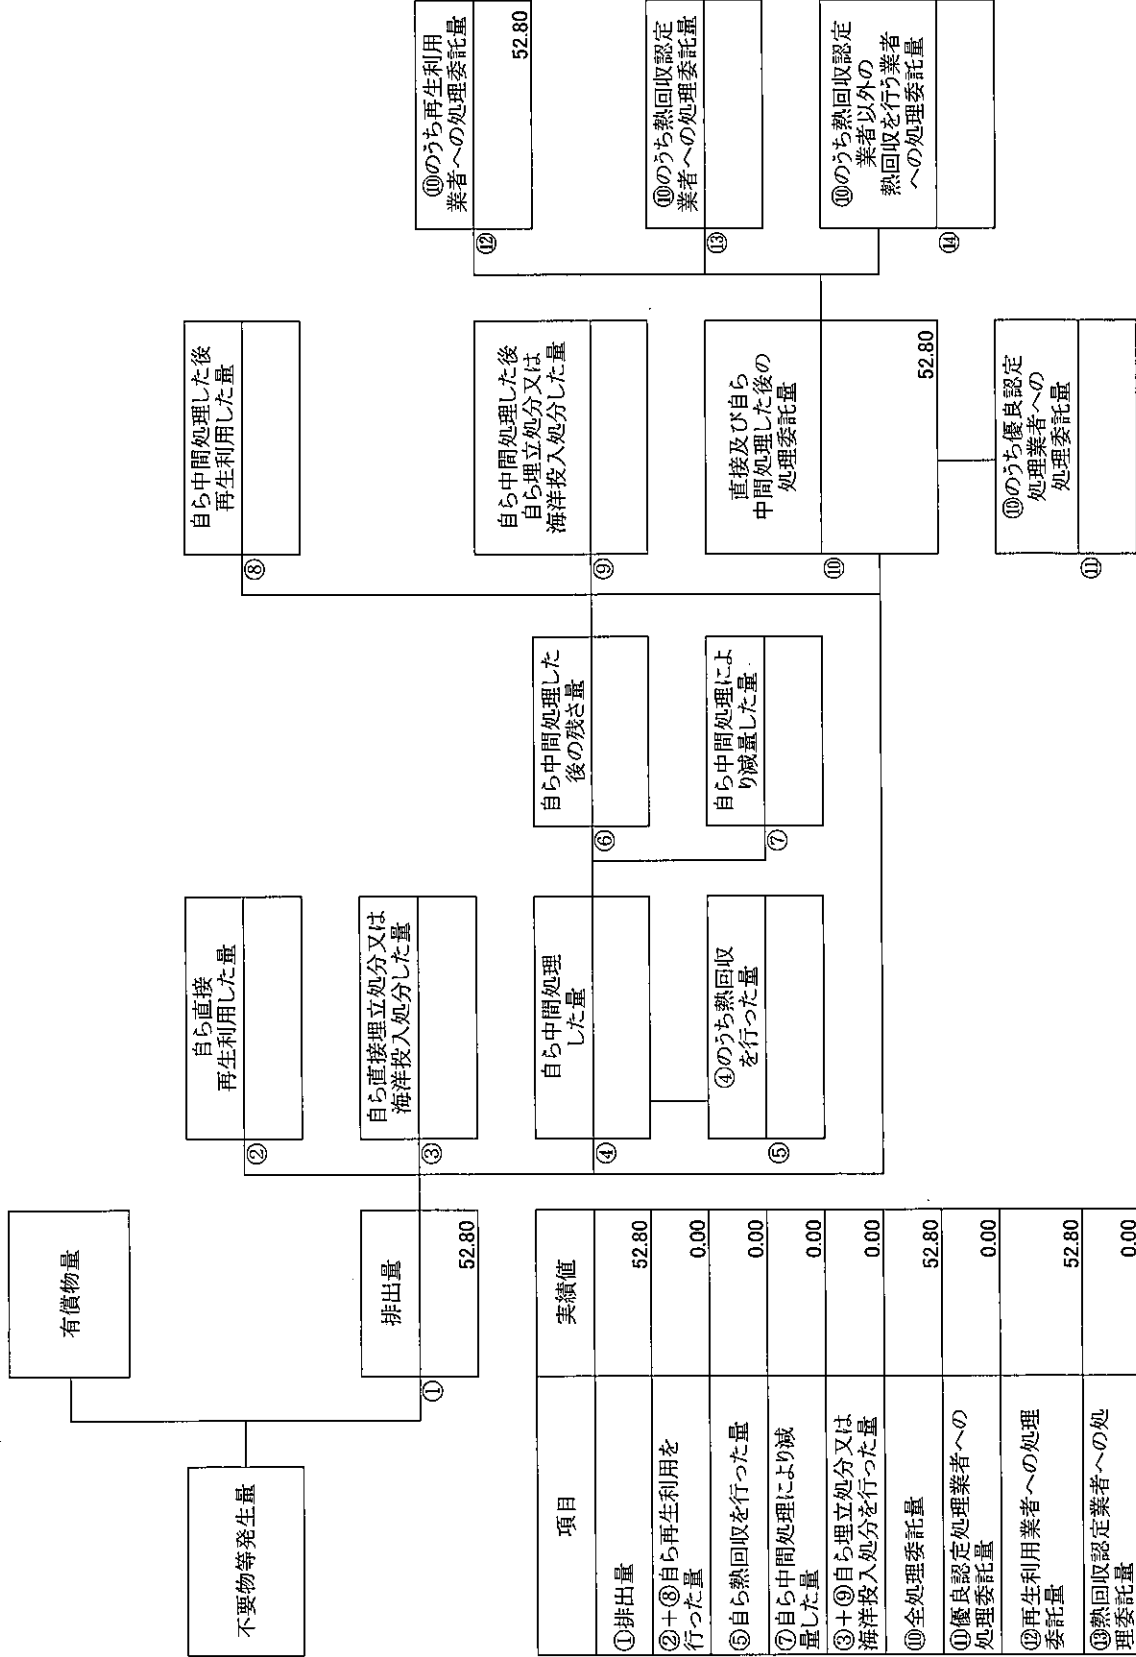 不要物等発生量
有償物量
①
排出量
52.80
②
自ら直接
再生利用した量
③
自ら直接埋立処分又は
海洋投入処分した量
④
自ら中間処理
した量
⑤
④のうち熱回収
を行った量
⑥
自ら中間処理した
後の残さ量
⑦
自ら中間処理によ
り減量した量
⑧
自ら中間処理した後
再生利用した量
⑨
自ら中間処理した後
自ら埋立処分又は
海洋投入処分した量
⑩
直接及び自ら
中間処理した後の
処理委託量
52.80
⑪
⑩のうち優良認定
処理業者への
処理委託量
⑫
⑩のうち再生利用
業者への処理委託量
52.80
⑬
⑩のうち熱回収認定
業者への処理委託量
⑭
⑩のうち熱回収認定
業者以外の
熱回収を行う業者
への処理委託量
項目 実績値
①排出量 52.80
②+⑧自ら再生利用を
行った量 0.00
⑤自ら熱回収を行った量 0.00
⑦自ら中間処理により減
量した量 0.00
③+⑨自ら埋立処分又は
海洋投入処分を行った量 0.00
⑩全処理委託量 52.80
⑪優良認定処理業者への
処理委託量 0.00
⑫再生利用業者への処理
委託量 52.80
⑬熱回収認定業者への処
理委託量 0.00